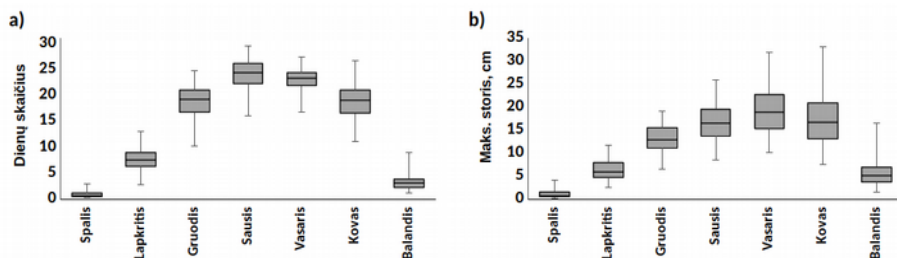 a)
Dienų skaičius
30
25
20
15
10
5
0
Spalis
Lapkritis
Gruodis
Sausis
Vasaris
Kovas
Balandis
b)
Maks. storis, cm
35
30
25
20
15
10
5
0
Spalis
Lapkritis
Gruodis
Sausis
Vasaris
Kovas
Balandis